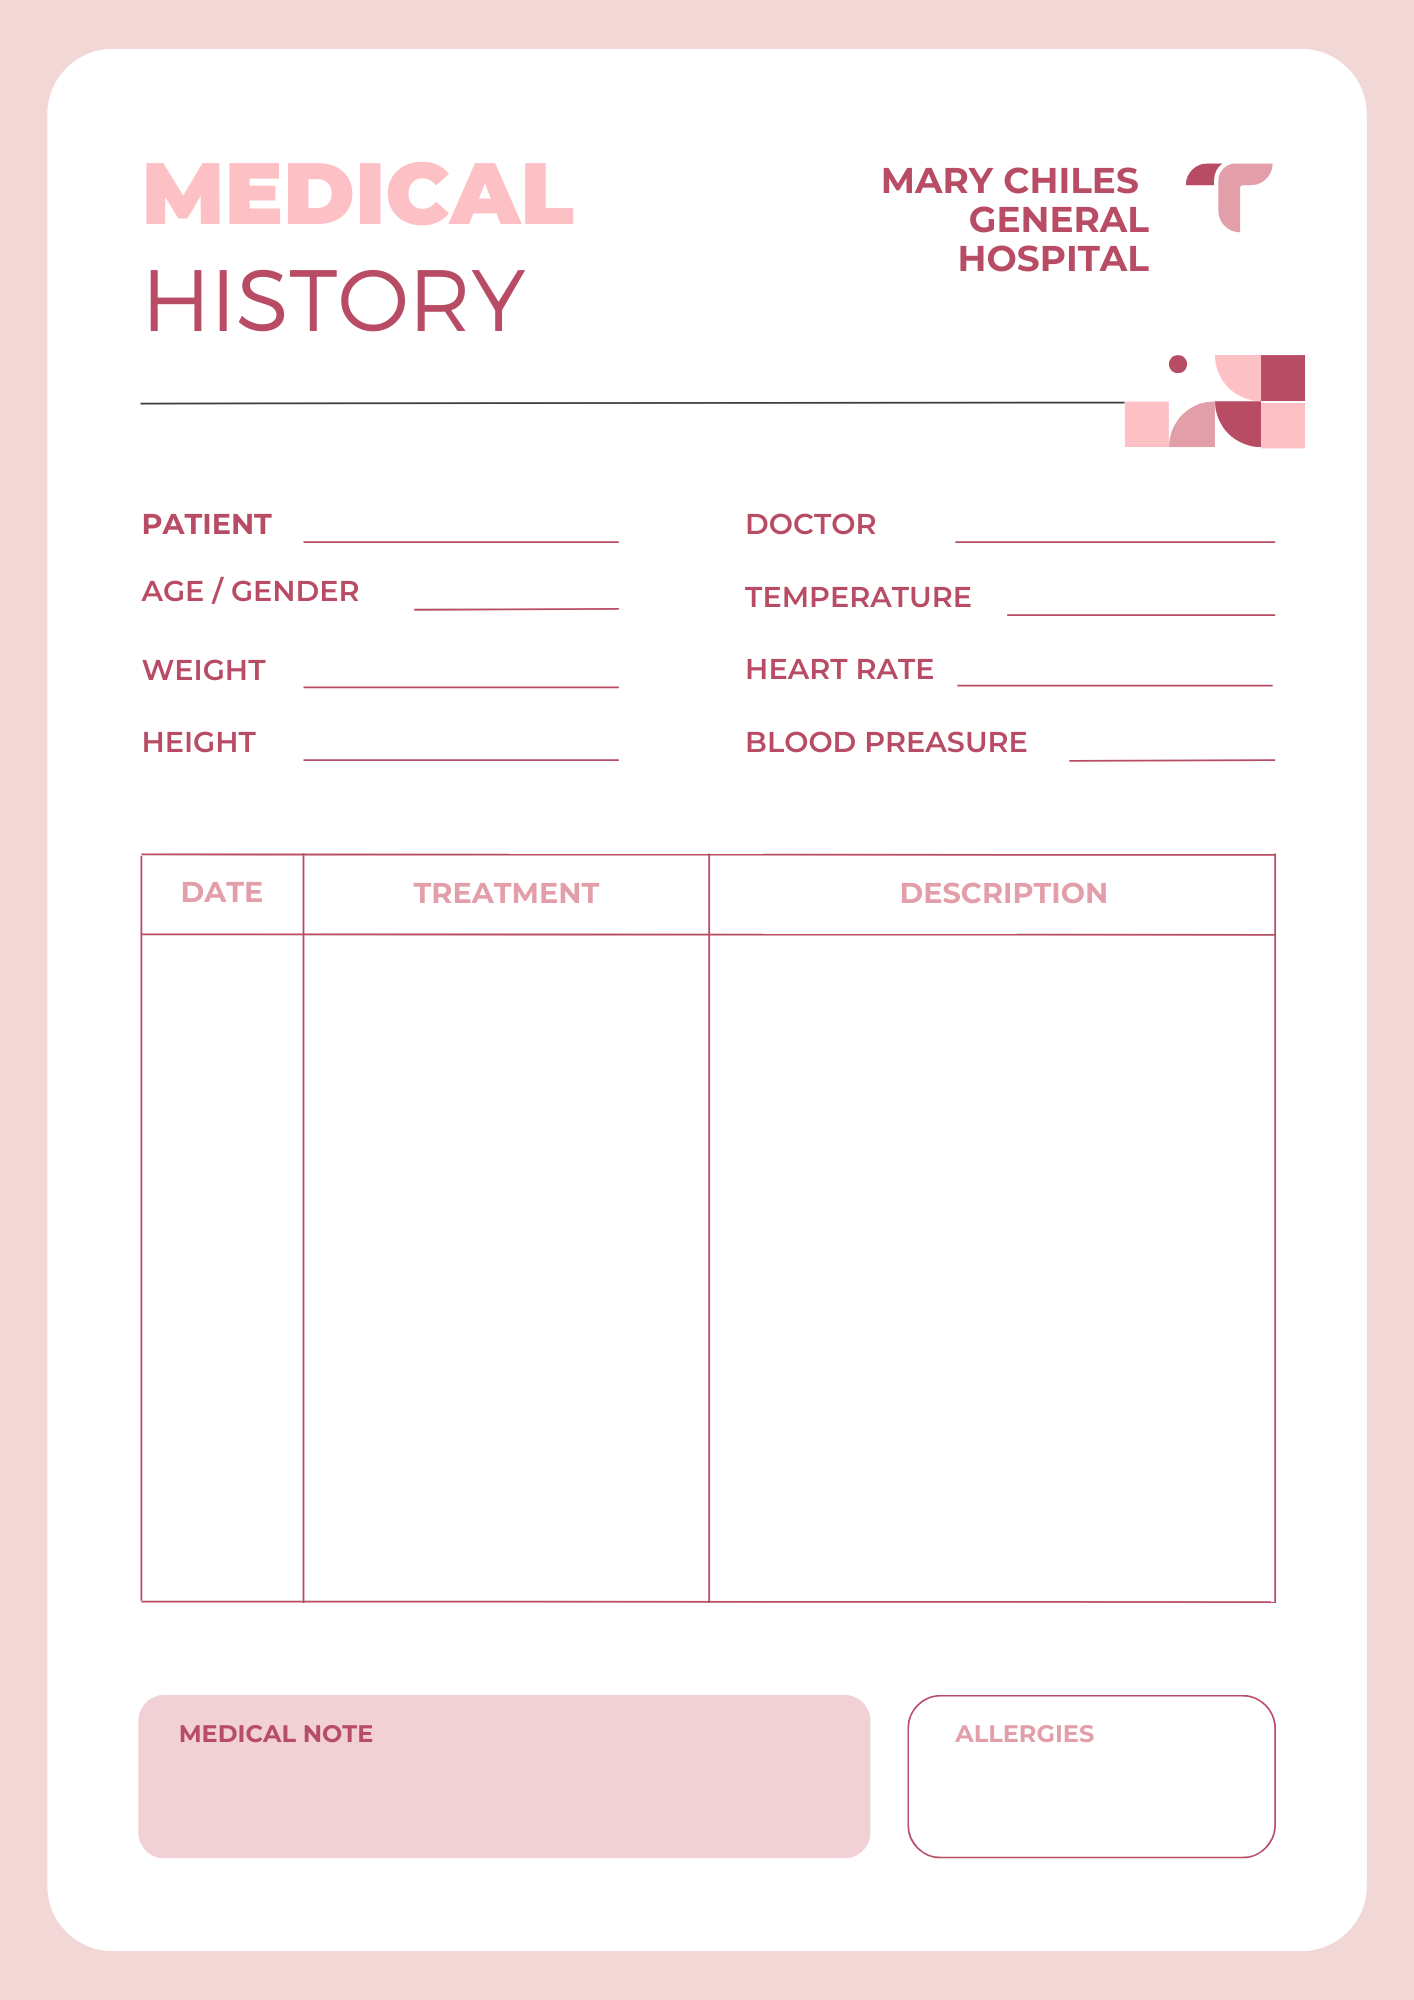 MEDICAL
HISTORY
MARY CHILES
GENERAL
HOSPITAL
PATIENT
DOCTOR
AGE / GENDER
TEMPERATURE
WEIGHT
HEART RATE
HEIGHT
BLOOD PREASURE
DATE
TREATMENT
DESCRIPTION
MEDICAL NOTE
ALLERGIES